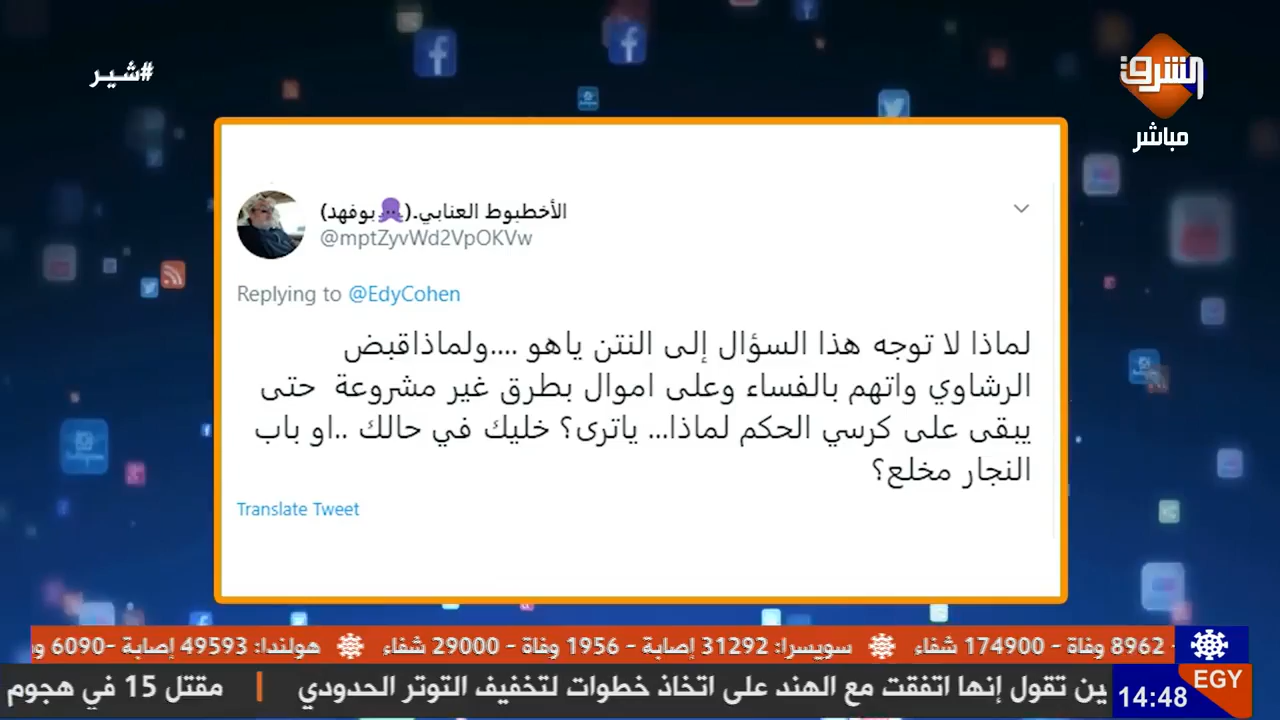 #شير
الشرق
مباشر
الأخطبوط العنابي.(🐙بوفهد)
@mptZyvWd2VpOKVw
Replying to @EdyCohen
لماذا لا توجه هذا السؤال إلى النتن ياهو ....ولماذاقبض
الرشاوي واتهم بالفساء وعلى اموال بطرق غير مشروعة حتى
يبقى على كرسي الحكم لماذا... ياترى؟ خليك في حالك ..او باب
النجار مخلع؟
Translate Tweet
8962 وفاة - 174900 شفاء سويسرا: 31292 إصابة - 1956 وفاة - 29000 شفاء هولندا: 49593 إصابة -6090 و
ين تقول إنها اتفقت مع الهند على اتخاذ خطوات لتخفيف التوتر الحدودي | مقتل 15 في هجوم
EGY
14:48